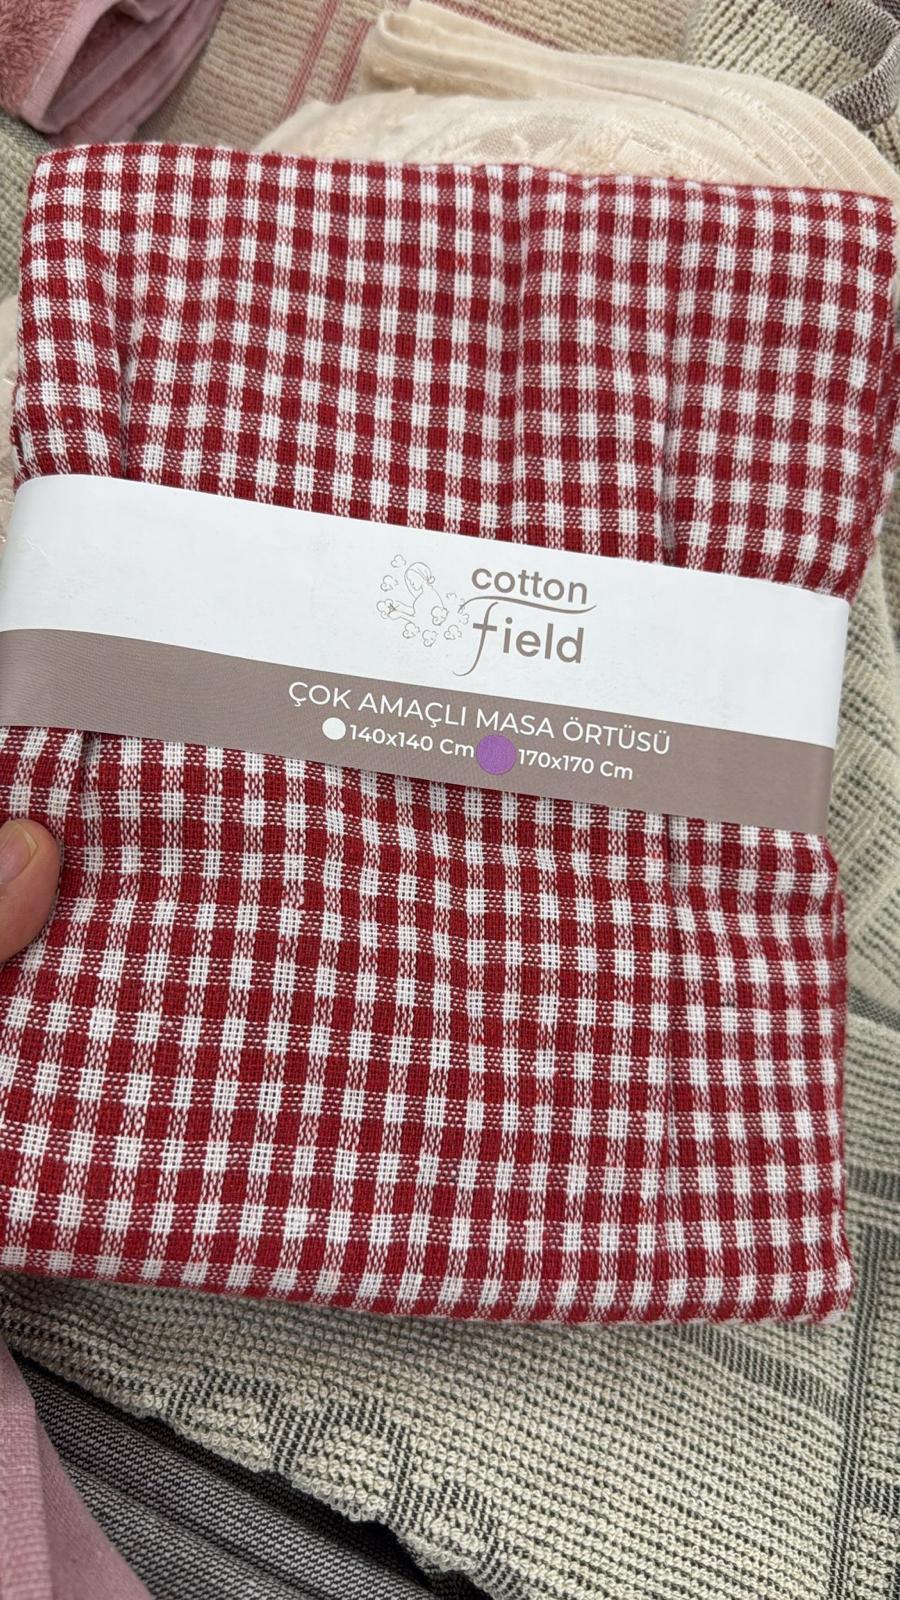 cotton
field
ÇOK AMAÇLI MASA ÖRTÜSÜ
140x140 Cm 170x170 Cm